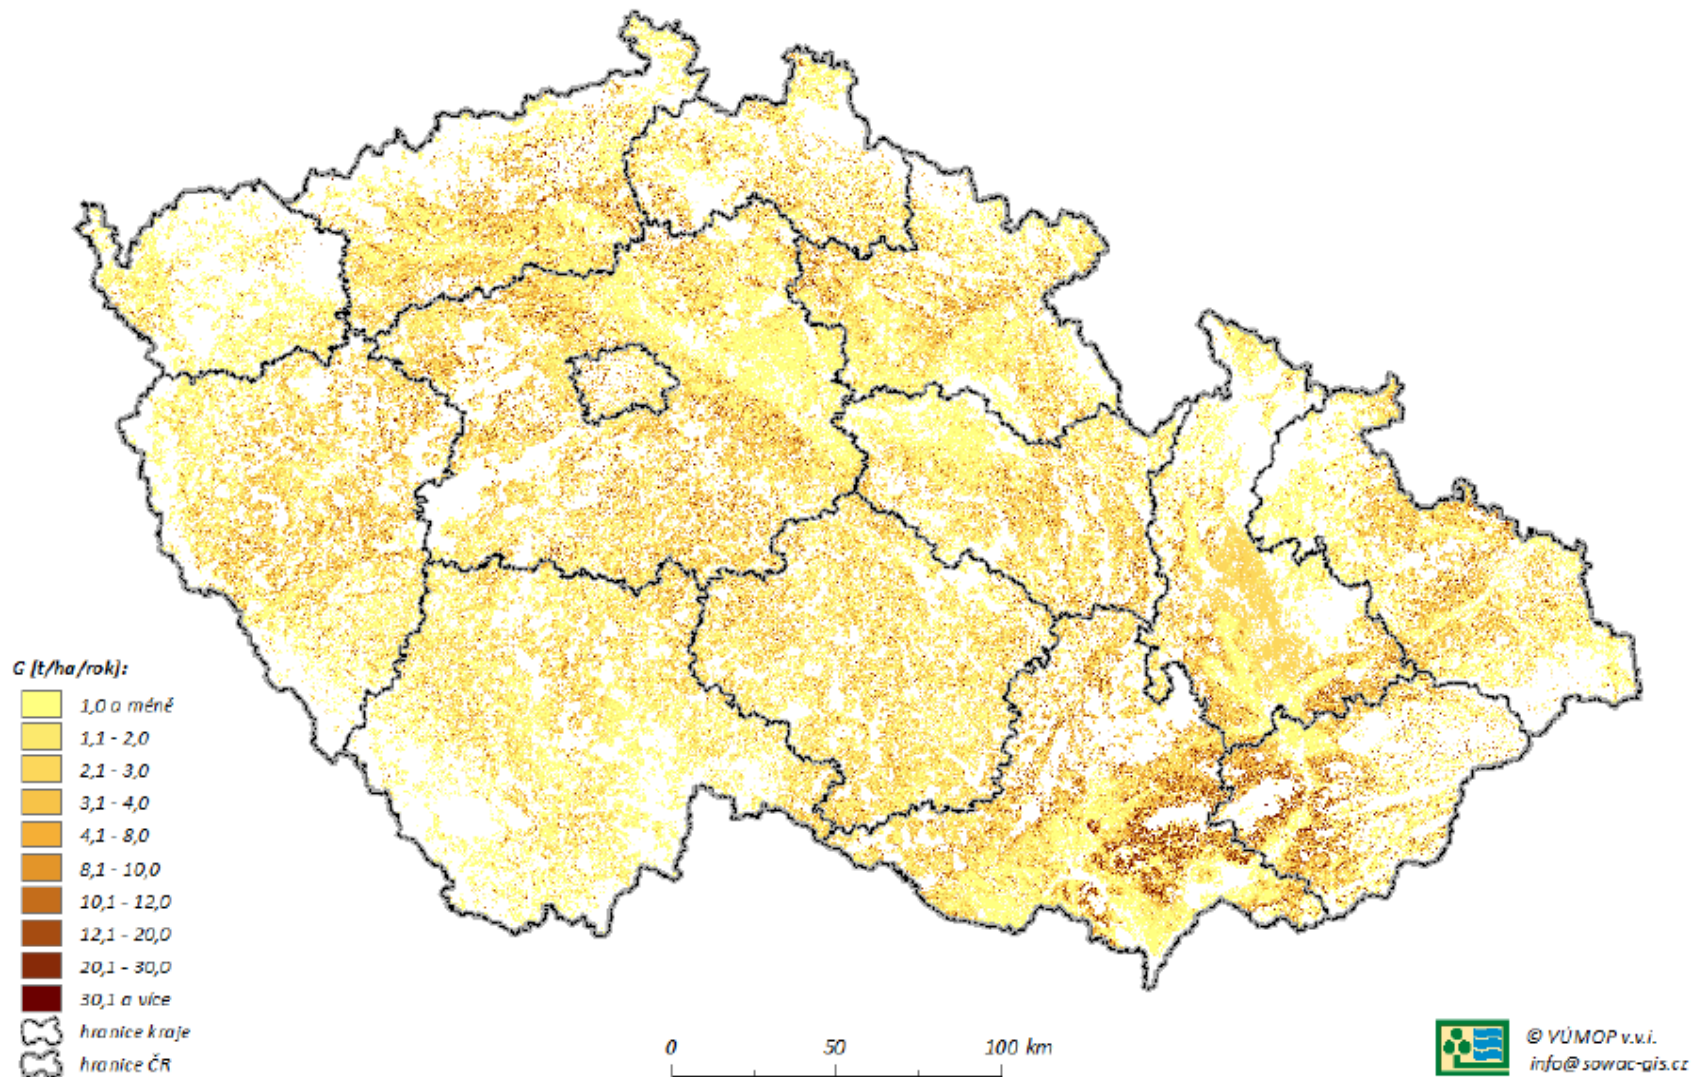 G [t/ha/rok]:
1,0 a méně
1,1 - 2,0
2,1 - 3,0
3,1 - 4,0
4,1 - 8,0
8,1 - 10,0
10,1 - 12,0
12,1 - 20,0
20,1 - 30,0
30,1 a více
hranice kraje
hranice ČR
0 50 100 km
© VÚMOP v.v.i.
info@sowac-gis.cz